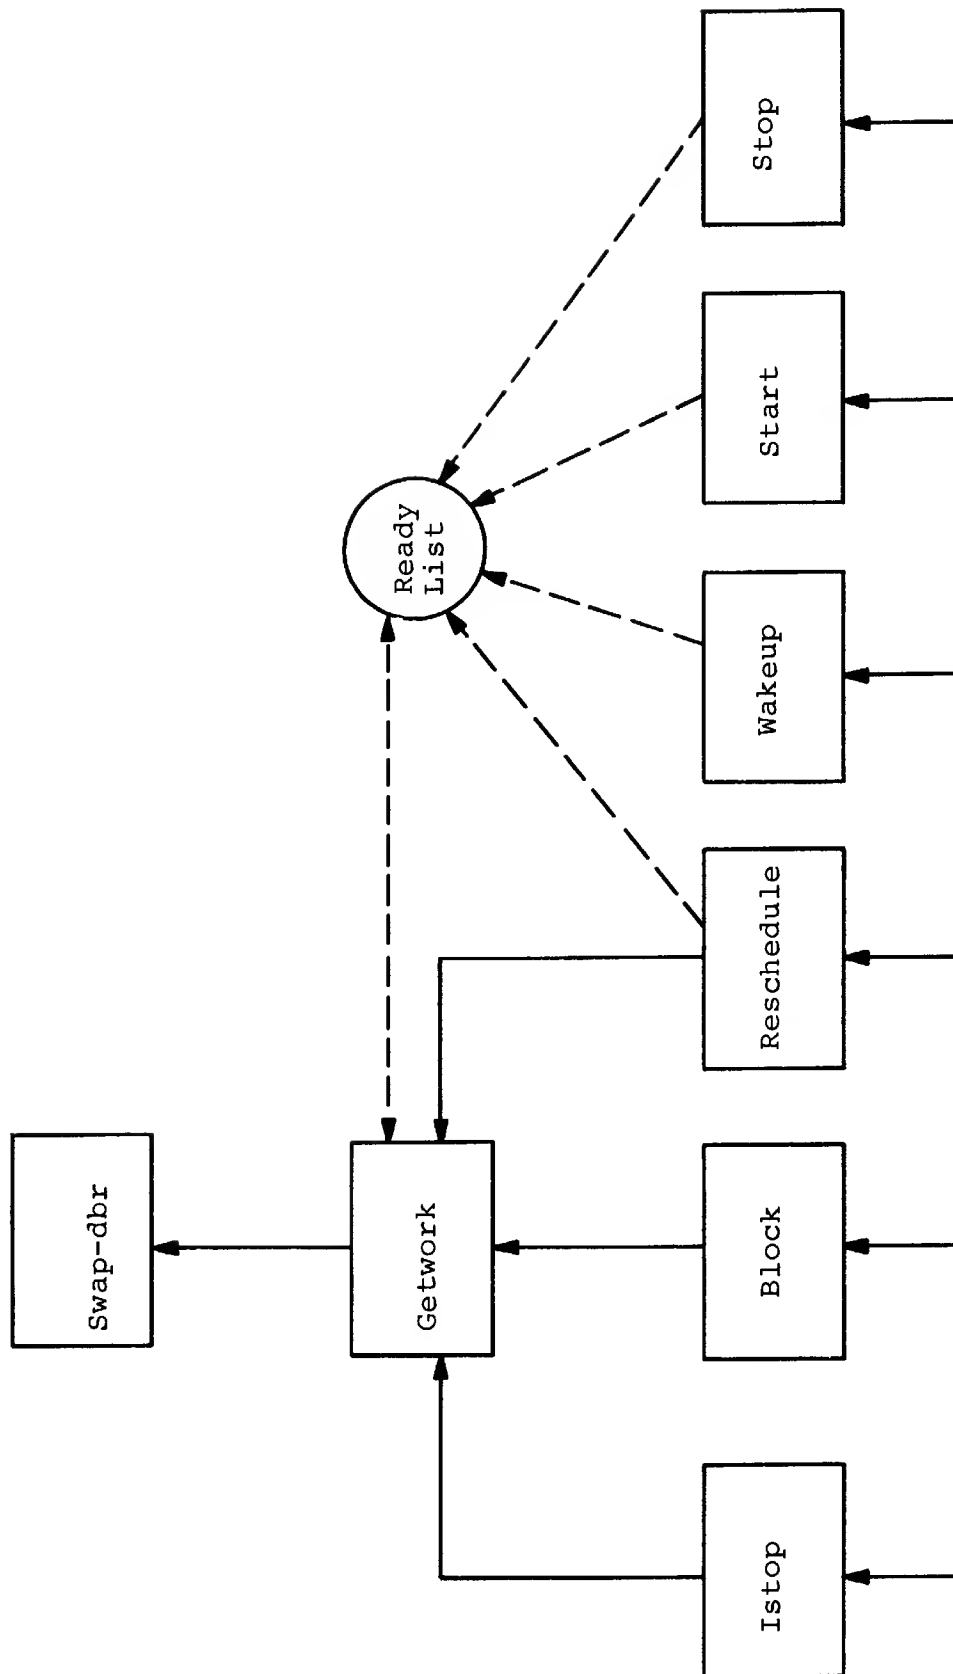 Swap-dbr
Getwork
Ready
List
Istop
Block
Reschedule
Wakeup
Start
Stop